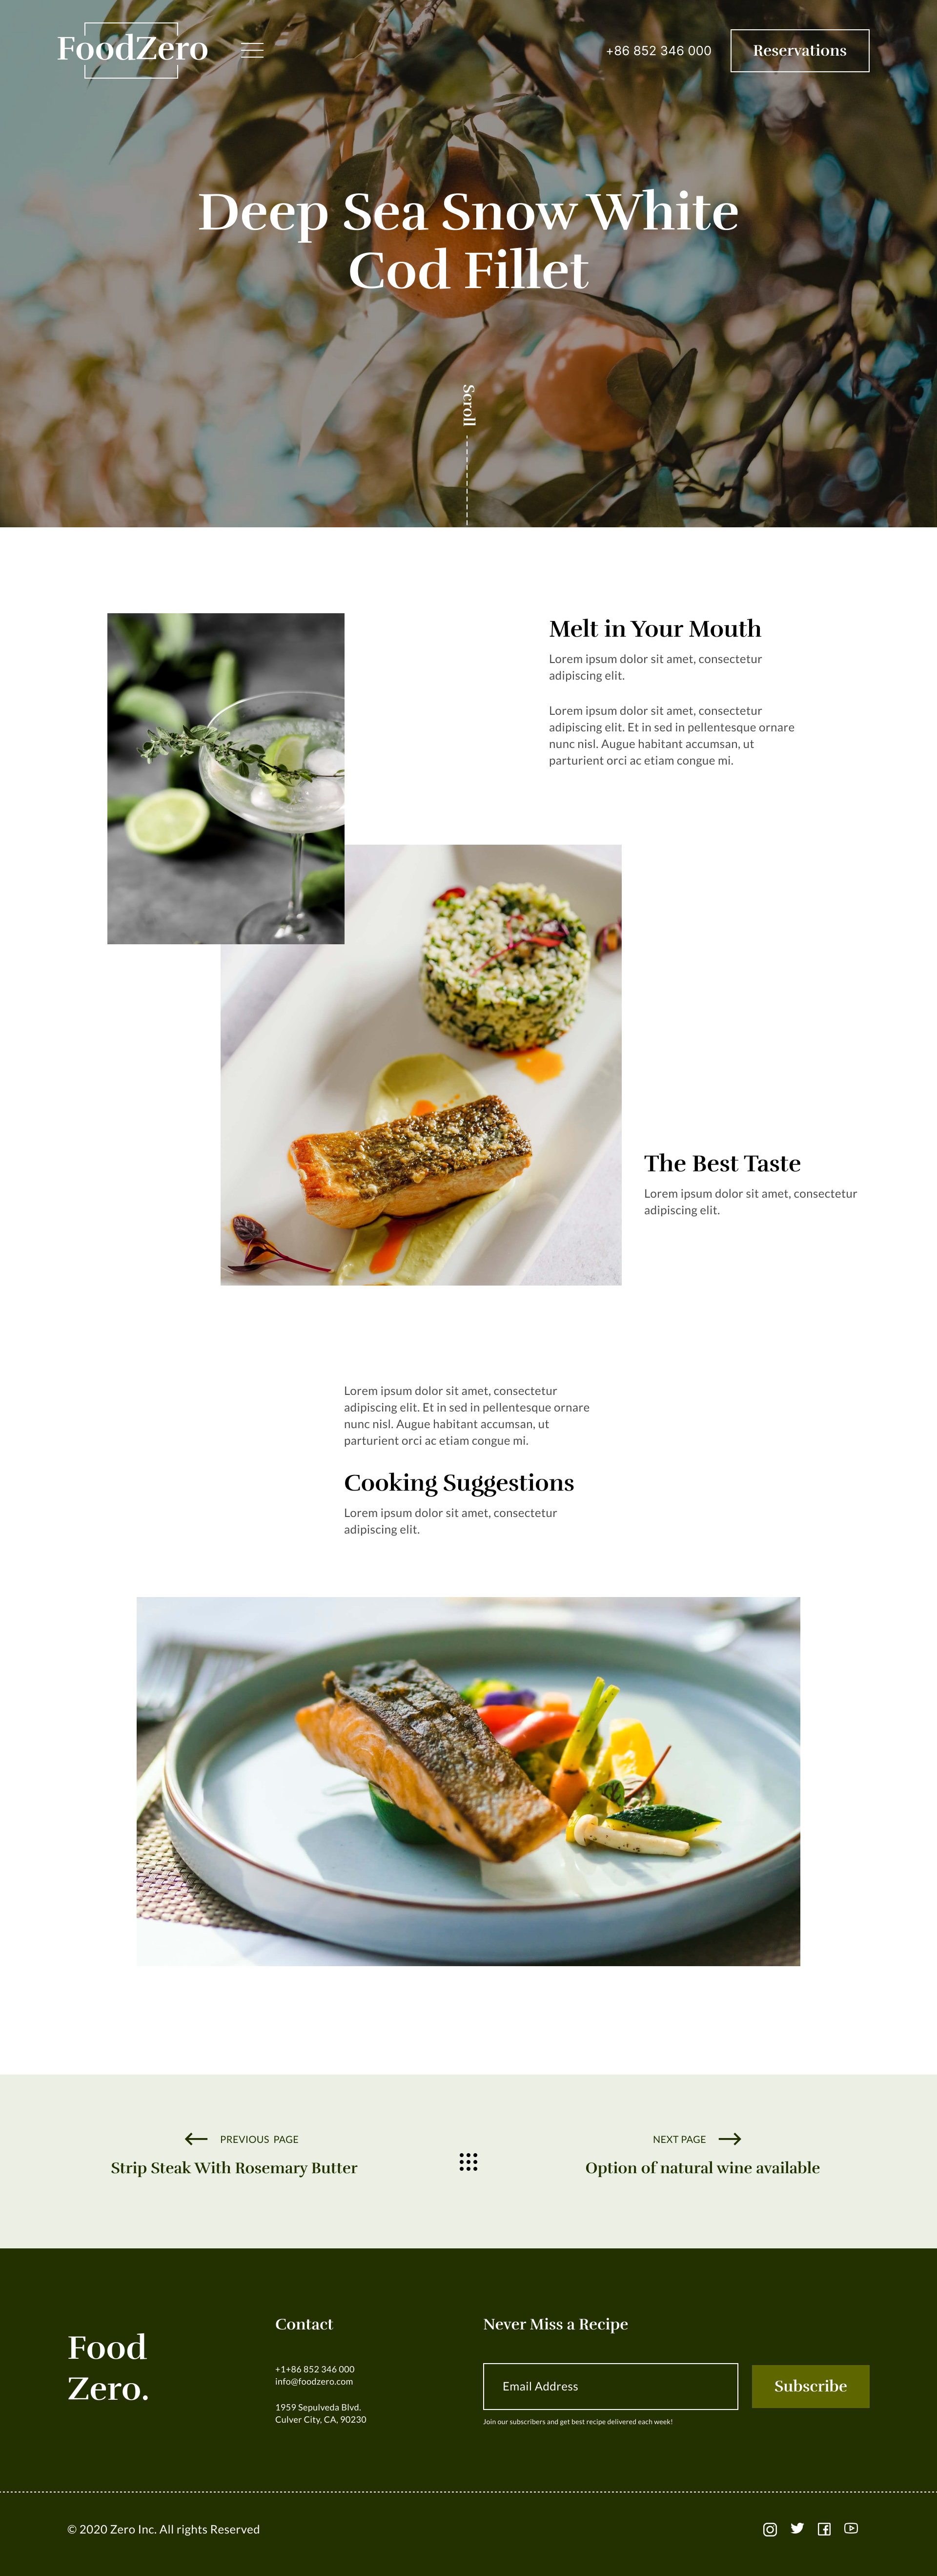 FoodZero
+86 852 346 000
Reservations
Deep Sea Snow White
Cod Fillet
Scroll
Melt in Your Mouth
Lorem ipsum dolor sit amet, consectetur
adipiscing elit.
Lorem ipsum dolor sit amet, consectetur
adipiscing elit. Et in sed in pellentesque ornare
nunc nisl. Augue habitant accumsan, ut
parturient orci ac etiam congue mi.
The Best Taste
Lorem ipsum dolor sit amet, consectetur
adipiscing elit.
Lorem ipsum dolor sit amet, consectetur
adipiscing elit. Et in sed in pellentesque ornare
nunc nisl. Augue habitant accumsan, ut
parturient orci ac etiam congue mi.
Cooking Suggestions
Lorem ipsum dolor sit amet, consectetur
adipiscing elit.
PREVIOUS PAGE
Strip Steak With Rosemary Butter
NEXT PAGE
Option of natural wine available
Food
Zero.
Contact
+1+86 852 346 000
info@foodzero.com
1959 Sepulveda Blvd.
Culver City, CA, 90230
Never Miss a Recipe
Email Address
Subscribe
Join our subscribers and get best recipe delivered each week!
© 2020 Zero Inc. All rights Reserved